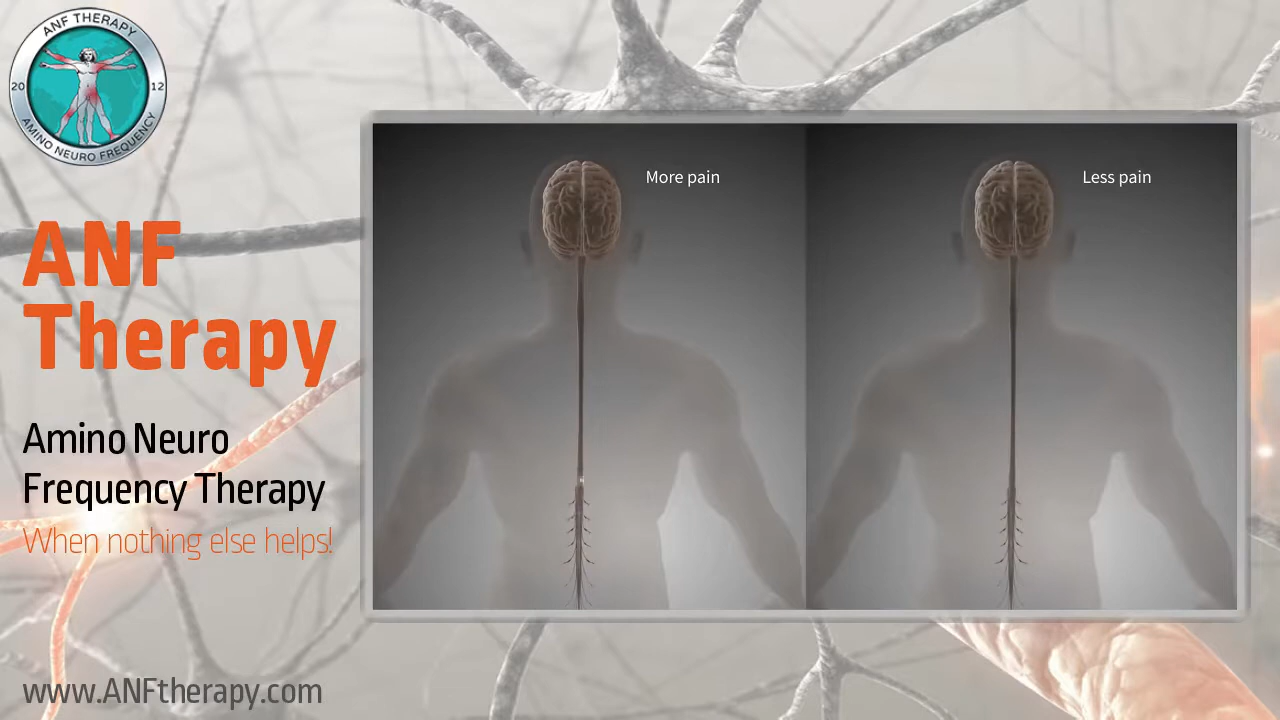 ANF THERAPY
20 12
AMINO NEURO FREQUENCY
ANF
Therapy
Amino Neuro
Frequency Therapy
When nothing else helps!
www.ANFtherapy.com
More pain
Less pain